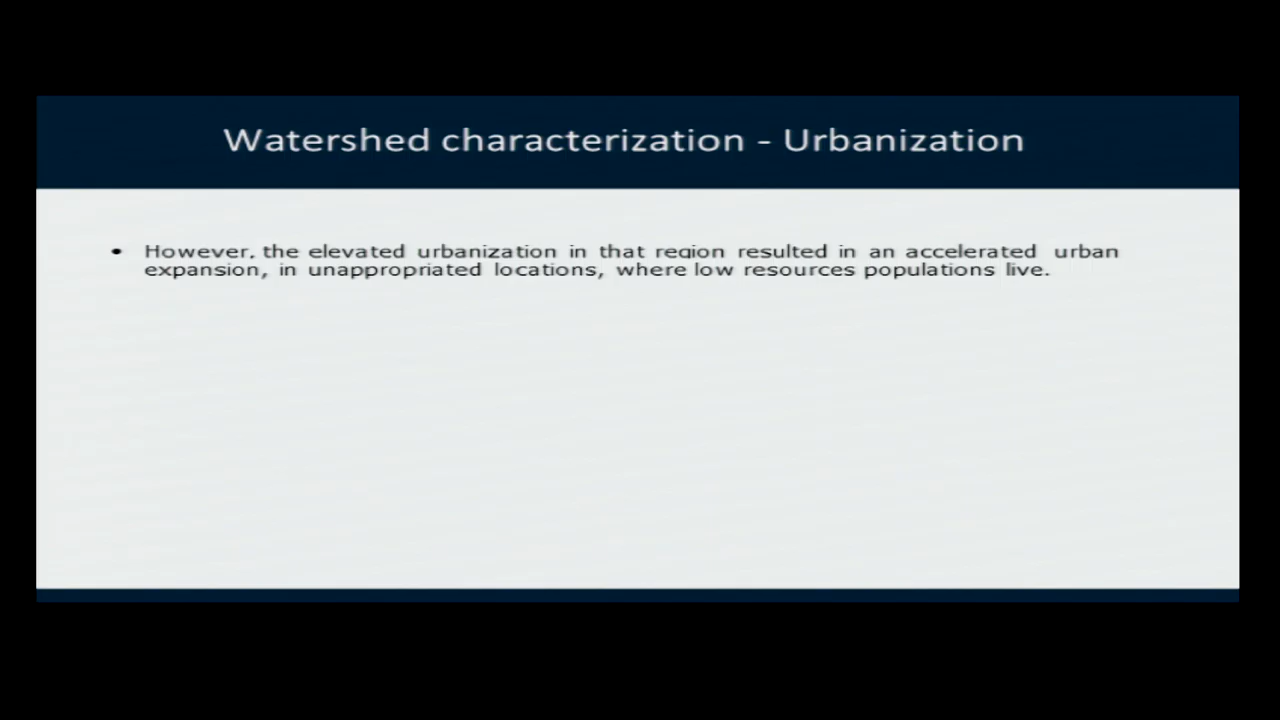 Watershed characterization - Urbanization
• However, the elevated urbanization in that region resulted in an accelerated urban
expansion, in unappropriated locations, where low resources populations live.